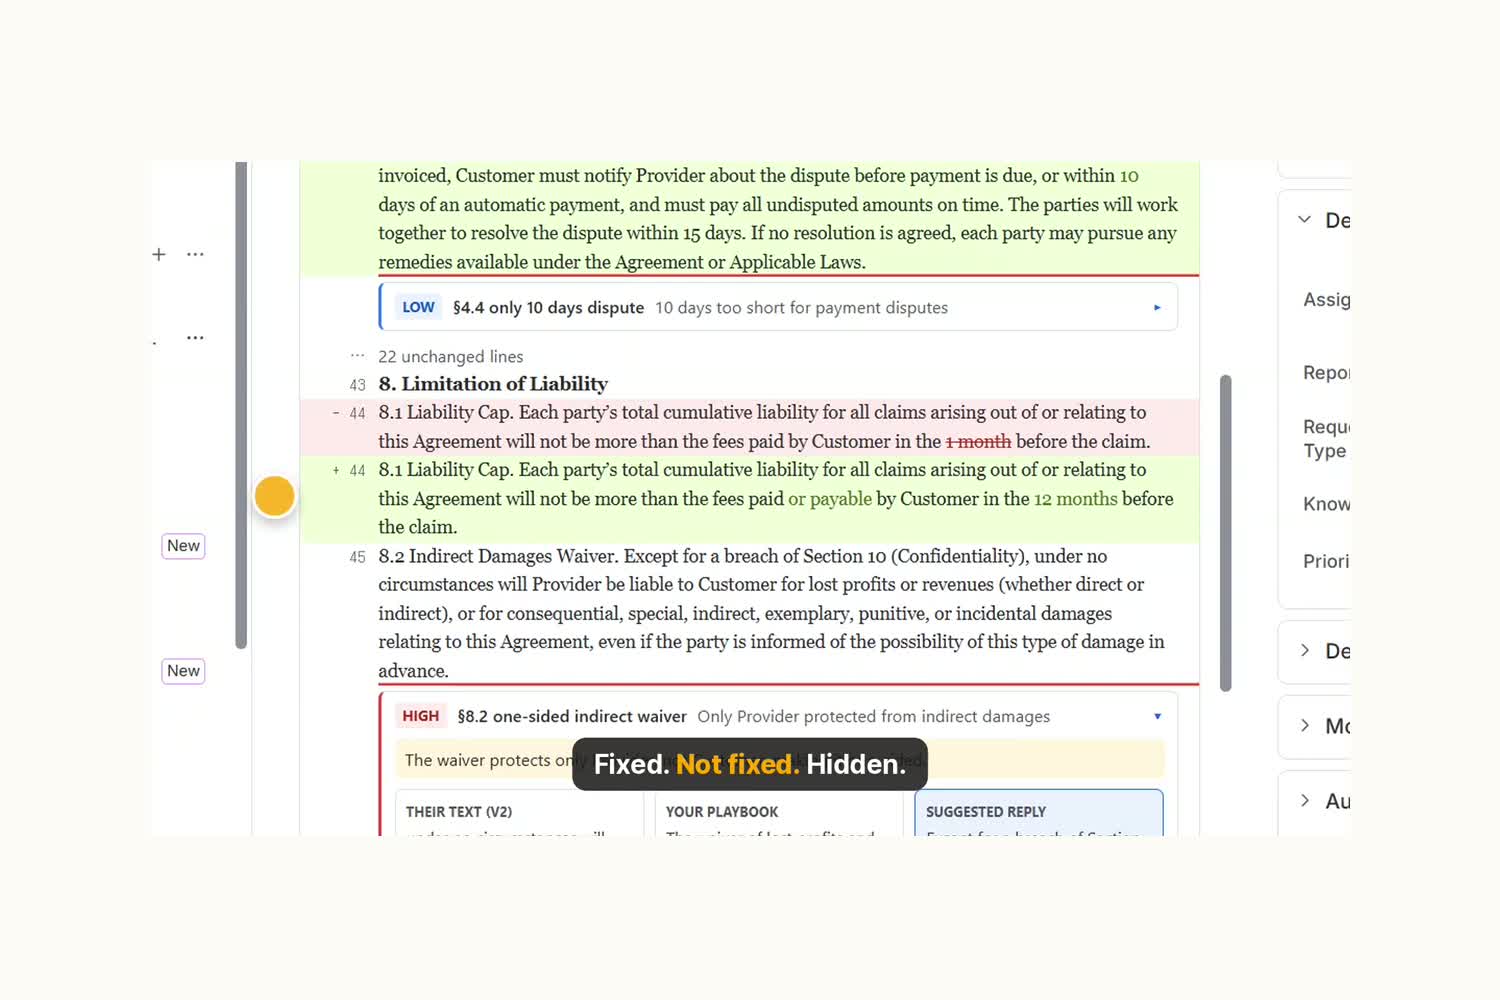 invoiced, Customer must notify Provider about the dispute before payment is due, or within 10
days of an automatic payment, and must pay all undisputed amounts on time. The parties will work
together to resolve the dispute within 15 days. If no resolution is agreed, each party may pursue any
remedies available under the Agreement or Applicable Laws.
LOW §4.4 only 10 days dispute 10 days too short for payment disputes
··· 22 unchanged lines
43 8. Limitation of Liability
- 44 8.1 Liability Cap. Each party’s total cumulative liability for all claims arising out of or relating to
this Agreement will not be more than the fees paid by Customer in the 1 month before the claim.
+ 44 8.1 Liability Cap. Each party’s total cumulative liability for all claims arising out of or relating to
this Agreement will not be more than the fees paid or payable by Customer in the 12 months before
the claim.
45 8.2 Indirect Damages Waiver. Except for a breach of Section 10 (Confidentiality), under no
circumstances will Provider be liable to Customer for lost profits or revenues (whether direct or
indirect), or for consequential, special, indirect, exemplary, punitive, or incidental damages
relating to this Agreement, even if the party is informed of the possibility of this type of damage in
advance.
HIGH §8.2 one-sided indirect waiver Only Provider protected from indirect damages
The waiver protects only
Fixed. Not fixed. Hidden.
THEIR TEXT (V2) YOUR PLAYBOOK SUGGESTED REPLY
New
New
De
Assig
Repo
Requ
Type
Know
Priori
De
Mo
Au